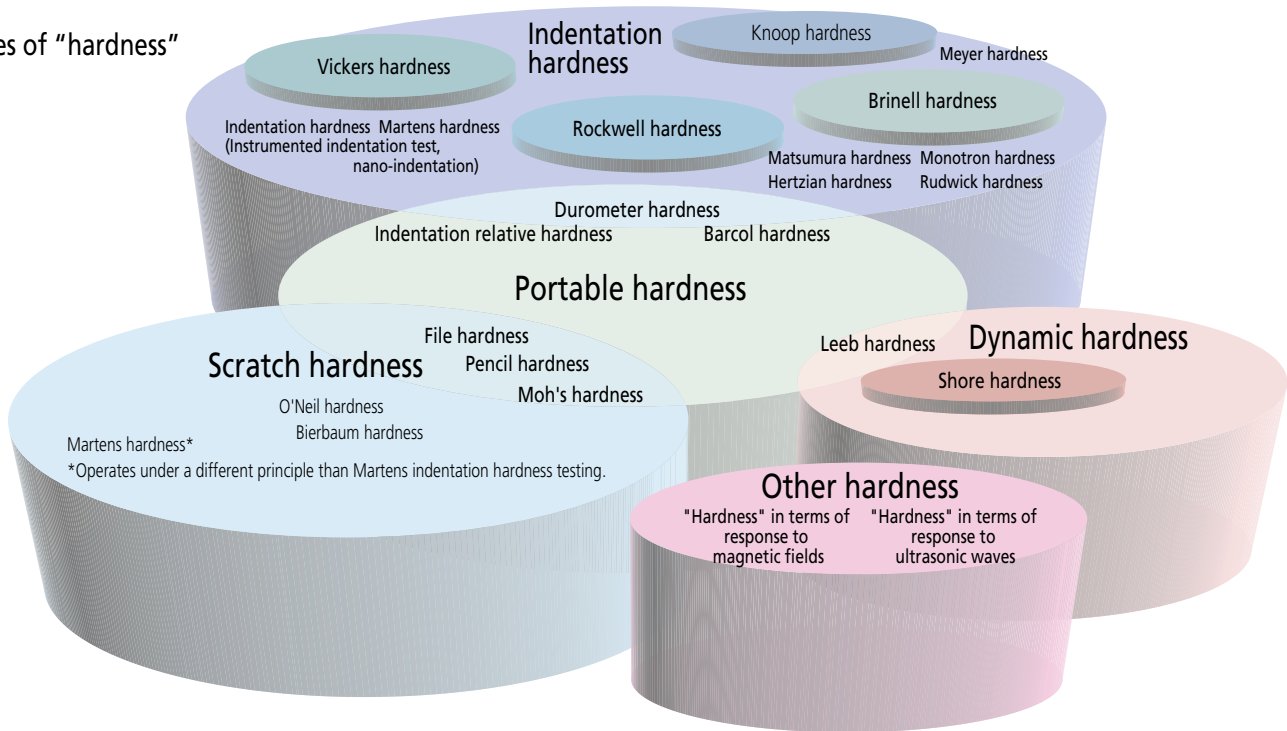 es of “hardness”
Indentation
hardness
Knoop hardness
Meyer hardness
Vickers hardness
Brinell hardness
Rockwell hardness
Indentation hardness Martens hardness
(Instrumented indentation test,
nano-indentation)
Matsumura hardness Monotron hardness
Hertzian hardness Rudwick hardness
Durometer hardness
Indentation relative hardness Barcol hardness
Portable hardness
File hardness
Pencil hardness
Moh's hardness
Scratch hardness
O'Neil hardness
Bierbaum hardness
Martens hardness*
*Operates under a different principle than Martens indentation hardness testing.
Leeb hardness
Dynamic hardness
Shore hardness
Other hardness
"Hardness" in terms of
response to
magnetic fields
"Hardness" in terms of
response to
ultrasonic waves